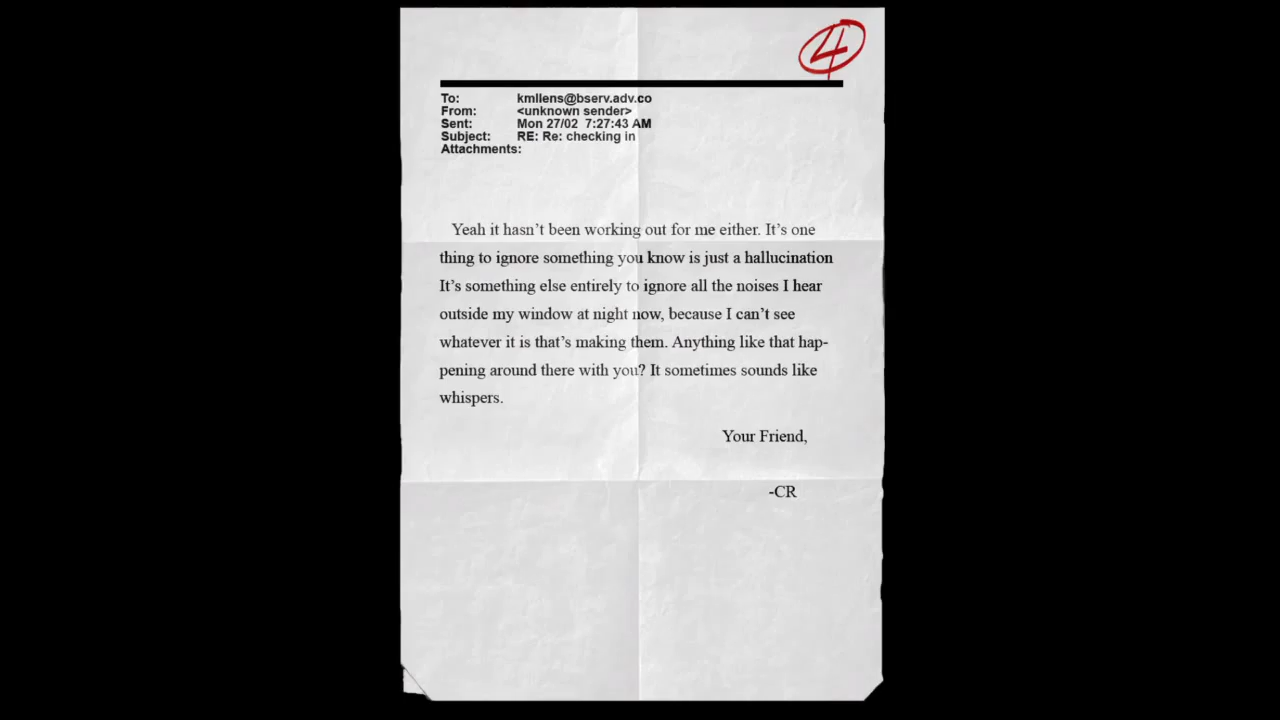 4
To: kmllens@bserv.adv.co
From: <unknown sender>
Sent: Mon 27/02 7:27:43 AM
Subject: RE: Re: checking in
Attachments:
Yeah it hasn’t been working out for me either. It’s one
thing to ignore something you know is just a hallucination
It’s something else entirely to ignore all the noises I hear
outside my window at night now, because I can’t see
whatever it is that’s making them. Anything like that hap-
pening around there with you? It sometimes sounds like
whispers.
Your Friend,
-CR